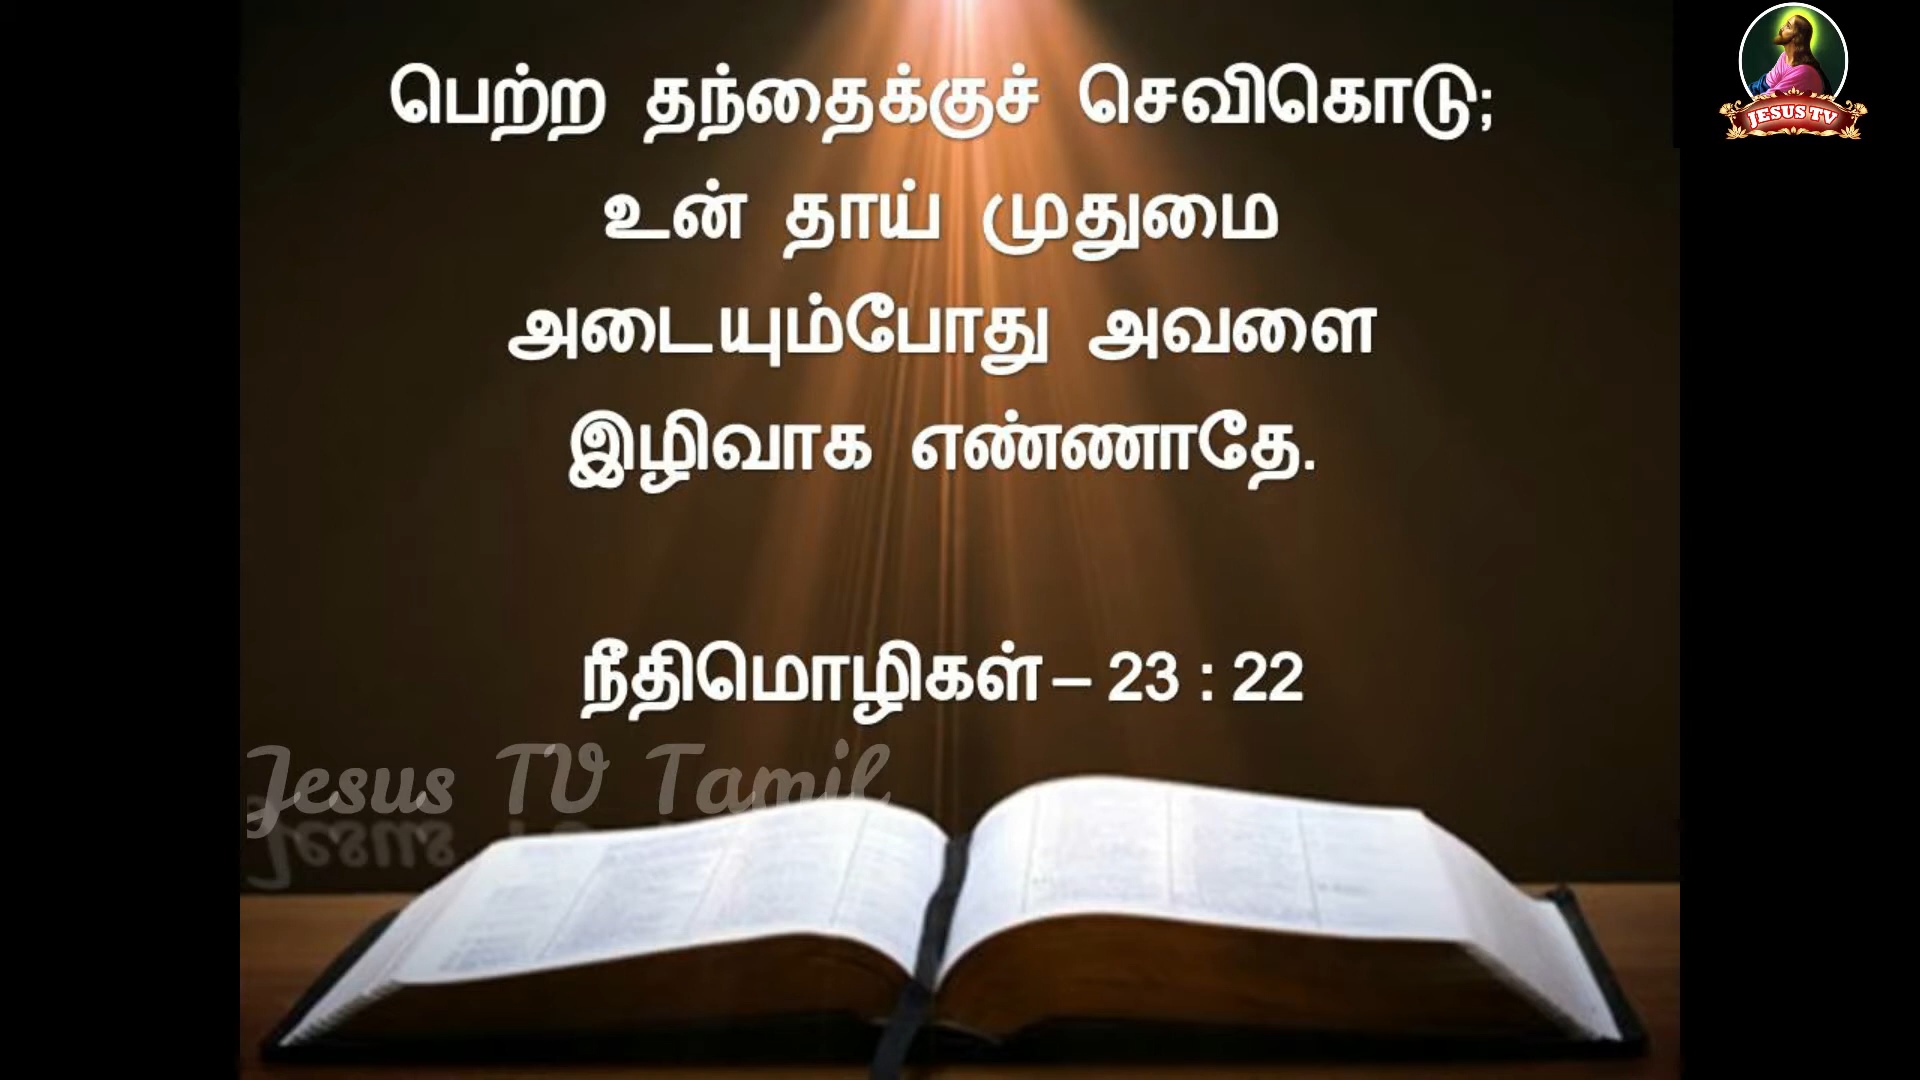 பெற்ற தந்தைக்குச் செவிகொடு;
உன் தாய் முதுமை
அடையும்போது அவளை
இழிவாக எண்ணாதே.
நீதிமொழிகள் – 23 : 22
Jesus TV Tamil
JESUS TV